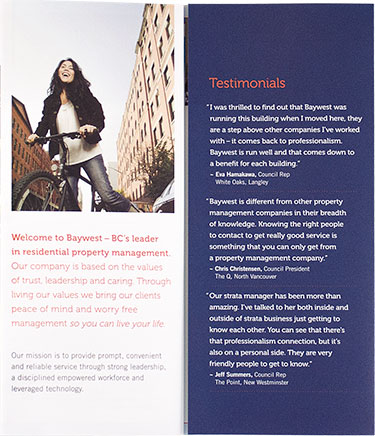 Welcome to Baywest – BC's leader
in residential property management.
Our company is based on the values
of trust, leadership and caring. Through
living our values we bring our clients
peace of mind and worry free
management so you can live your life.
Our mission is to provide prompt, convenient
and reliable service through strong leadership,
a disciplined empowered workforce and
leveraged technology.
Testimonials
"I was thrilled to find out that Baywest was
running this building when I moved here, they
are a step above other companies I've worked
with – it comes back to professionalism.
Baywest is run well and that comes down to
a benefit for each building."
~ Eva Hamakawa, Council Rep
White Oaks, Langley
"Baywest is different from other property
management companies in their breadth
of knowledge. Knowing the right people
to contact to get really good service is
something that you can only get from
a property management company."
~ Chris Christensen, Council President
The Q, North Vancouver
"Our strata manager has been more than
amazing. I've talked to her both inside and
outside of strata business just getting to
know each other. You can see that there's
that professionalism connection, but it's
also on a personal side. They are very
friendly people to get to know."
~ Jeff Summers, Council Rep
The Point, New Westminster